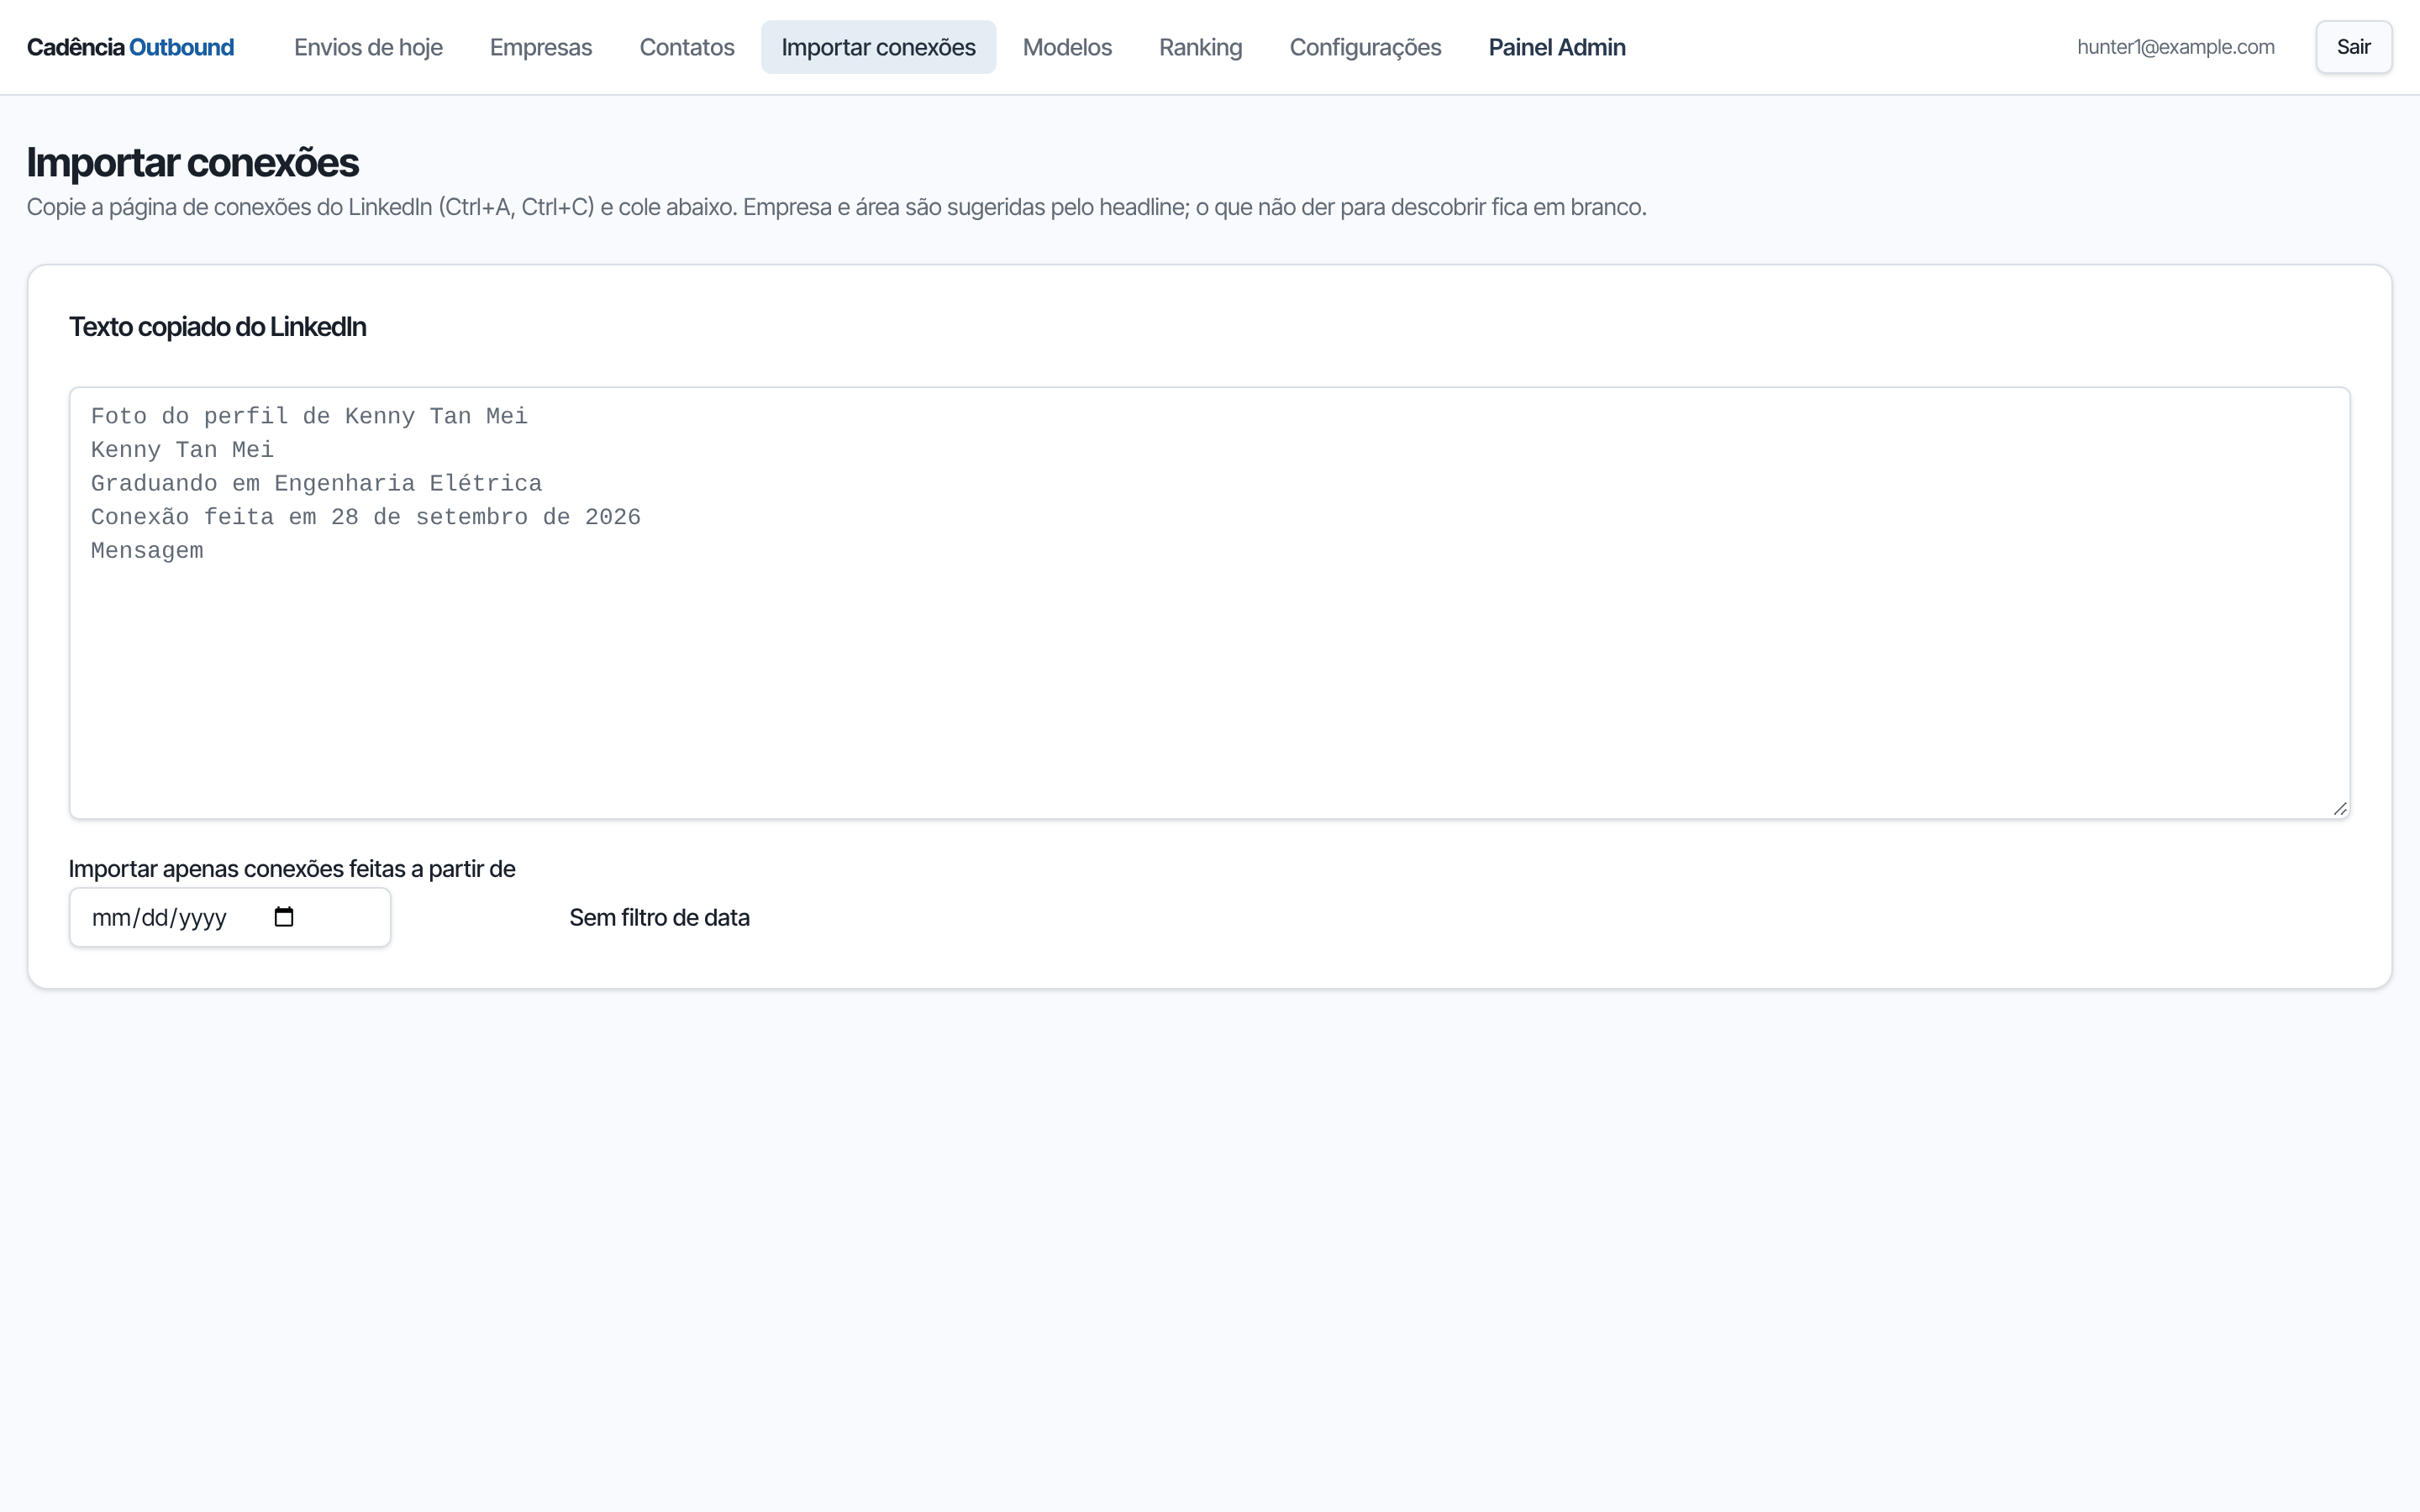 Cadência Outbound Envios de hoje Empresas Contatos Importar conexões Modelos Ranking Configurações Painel Admin hunter1@example.com Sair
Importar conexões
Copie a página de conexões do LinkedIn (Ctrl+A, Ctrl+C) e cole abaixo. Empresa e área são sugeridas pelo headline; o que não der para descobrir fica em branco.
Texto copiado do LinkedIn
Foto do perfil de Kenny Tan Mei
Kenny Tan Mei
Graduando em Engenharia Elétrica
Conexão feita em 28 de setembro de 2026
Mensagem
Importar apenas conexões feitas a partir de
mm/dd/yyyy Sem filtro de data